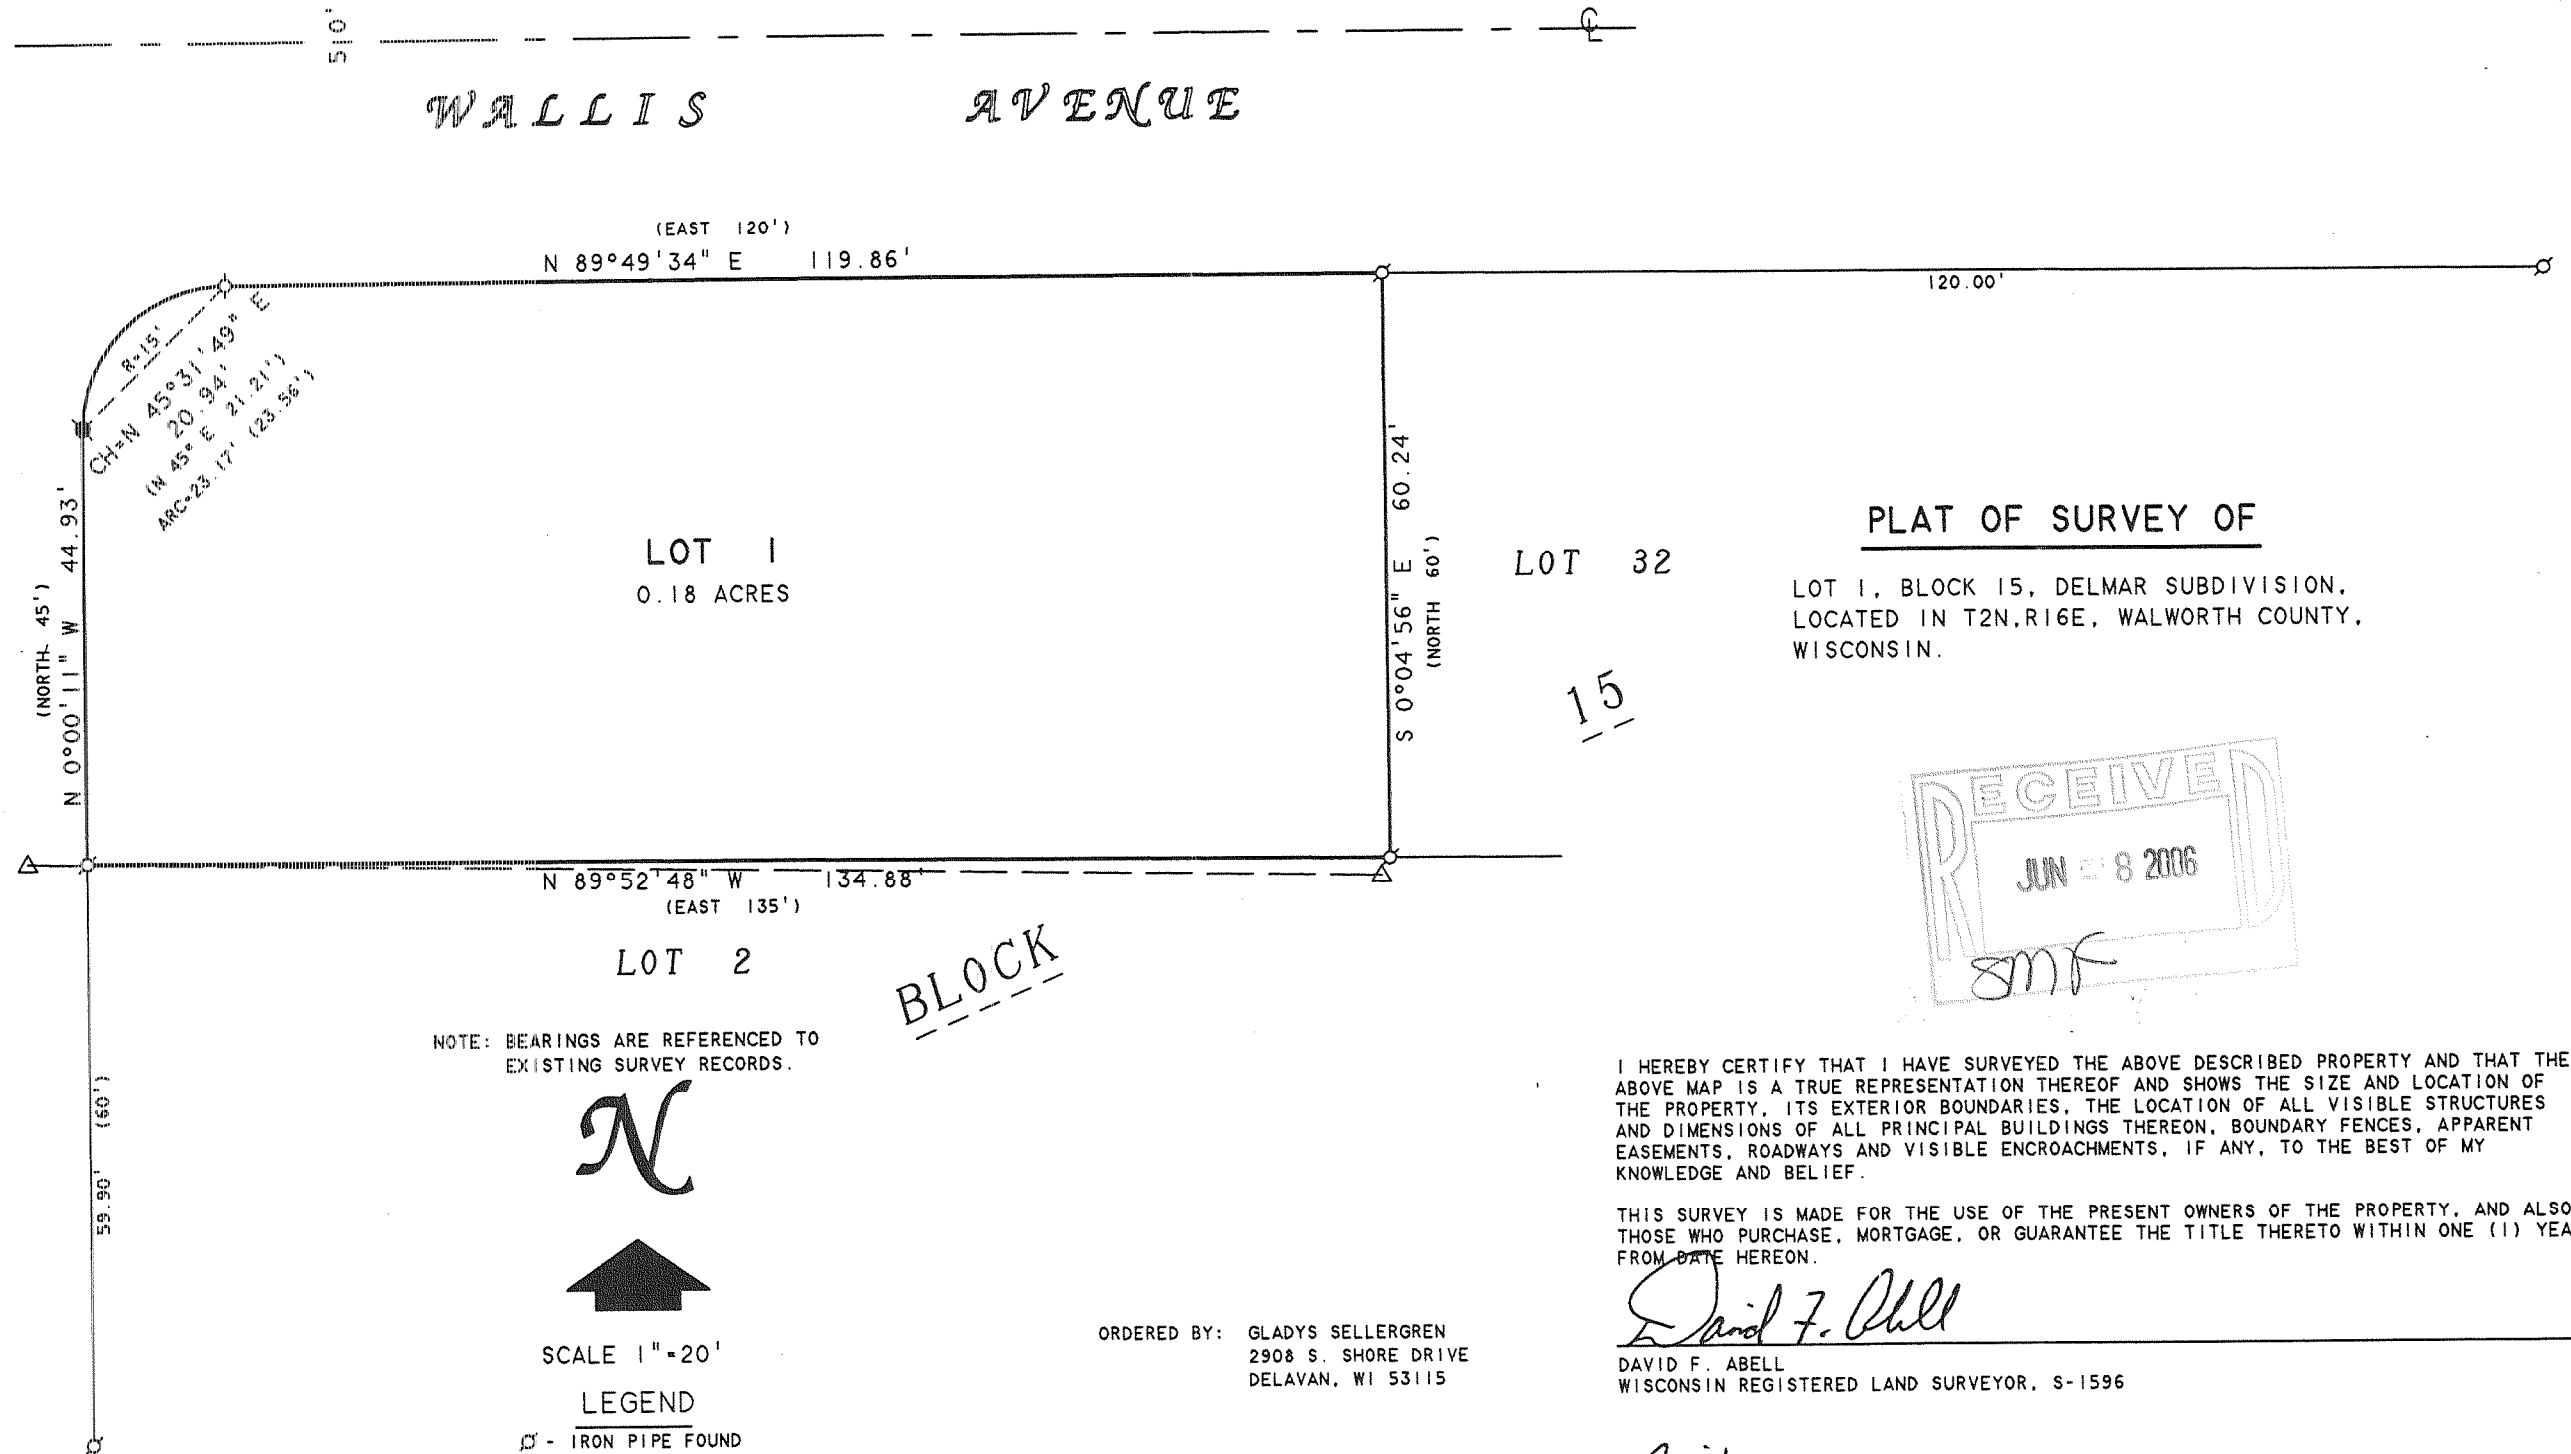 50'
WALLIS AVENUE
(EAST 120')
N 89°49'34" E 119.86'
120.00'
R=15'
CH=N 45°31'49" E
20.94'
(N 45° E 21.21')
ARC=23.17' (23.56')
(NORTH 45')
N 0°00'11" W 44.93'
LOT 1
0.18 ACRES
S 0°04'56" E 60.24'
(NORTH 60')
LOT 32
15
PLAT OF SURVEY OF
LOT 1, BLOCK 15, DELMAR SUBDIVISION,
LOCATED IN T2N,R16E, WALWORTH COUNTY,
WISCONSIN.
RECEIVED
JUN - 8 2006
SMF
N 89°52'48" W 134.88'
(EAST 135')
LOT 2
BLOCK
NOTE: BEARINGS ARE REFERENCED TO
EXISTING SURVEY RECORDS.
59.90' (60')
N
SCALE 1"=20'
LEGEND
- IRON PIPE FOUND
ORDERED BY: GLADYS SELLERGREN
2908 S. SHORE DRIVE
DELAVAN, WI 53115
I HEREBY CERTIFY THAT I HAVE SURVEYED THE ABOVE DESCRIBED PROPERTY AND THAT THE
ABOVE MAP IS A TRUE REPRESENTATION THEREOF AND SHOWS THE SIZE AND LOCATION OF
THE PROPERTY, ITS EXTERIOR BOUNDARIES, THE LOCATION OF ALL VISIBLE STRUCTURES
AND DIMENSIONS OF ALL PRINCIPAL BUILDINGS THEREON, BOUNDARY FENCES, APPARENT
EASEMENTS, ROADWAYS AND VISIBLE ENCROACHMENTS, IF ANY, TO THE BEST OF MY
KNOWLEDGE AND BELIEF.
THIS SURVEY IS MADE FOR THE USE OF THE PRESENT OWNERS OF THE PROPERTY, AND ALSO
THOSE WHO PURCHASE, MORTGAGE, OR GUARANTEE THE TITLE THERETO WITHIN ONE (1) YEA
FROM DATE HEREON.
David F. Abell
DAVID F. ABELL
WISCONSIN REGISTERED LAND SURVEYOR, S-1596